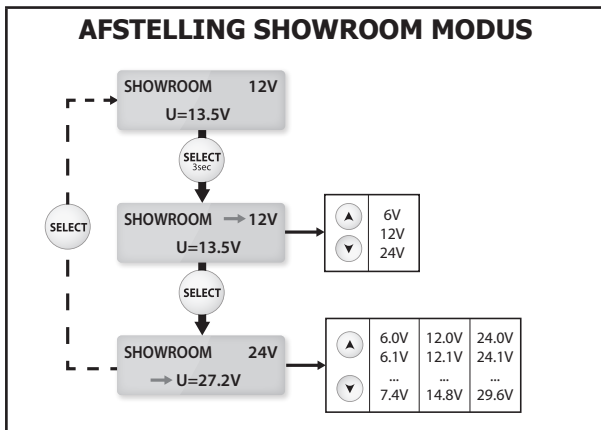 AFSTELLING SHOWROOM MODUS
SHOWROOM 12V
U=13.5V
SELECT
3sec
SHOWROOM → 12V
U=13.5V
6V
12V
24V
SELECT
SELECT
SHOWROOM 24V
→ U=27.2V
6.0V 12.0V 24.0V
6.1V 12.1V 24.1V
... ... ...
7.4V 14.8V 29.6V